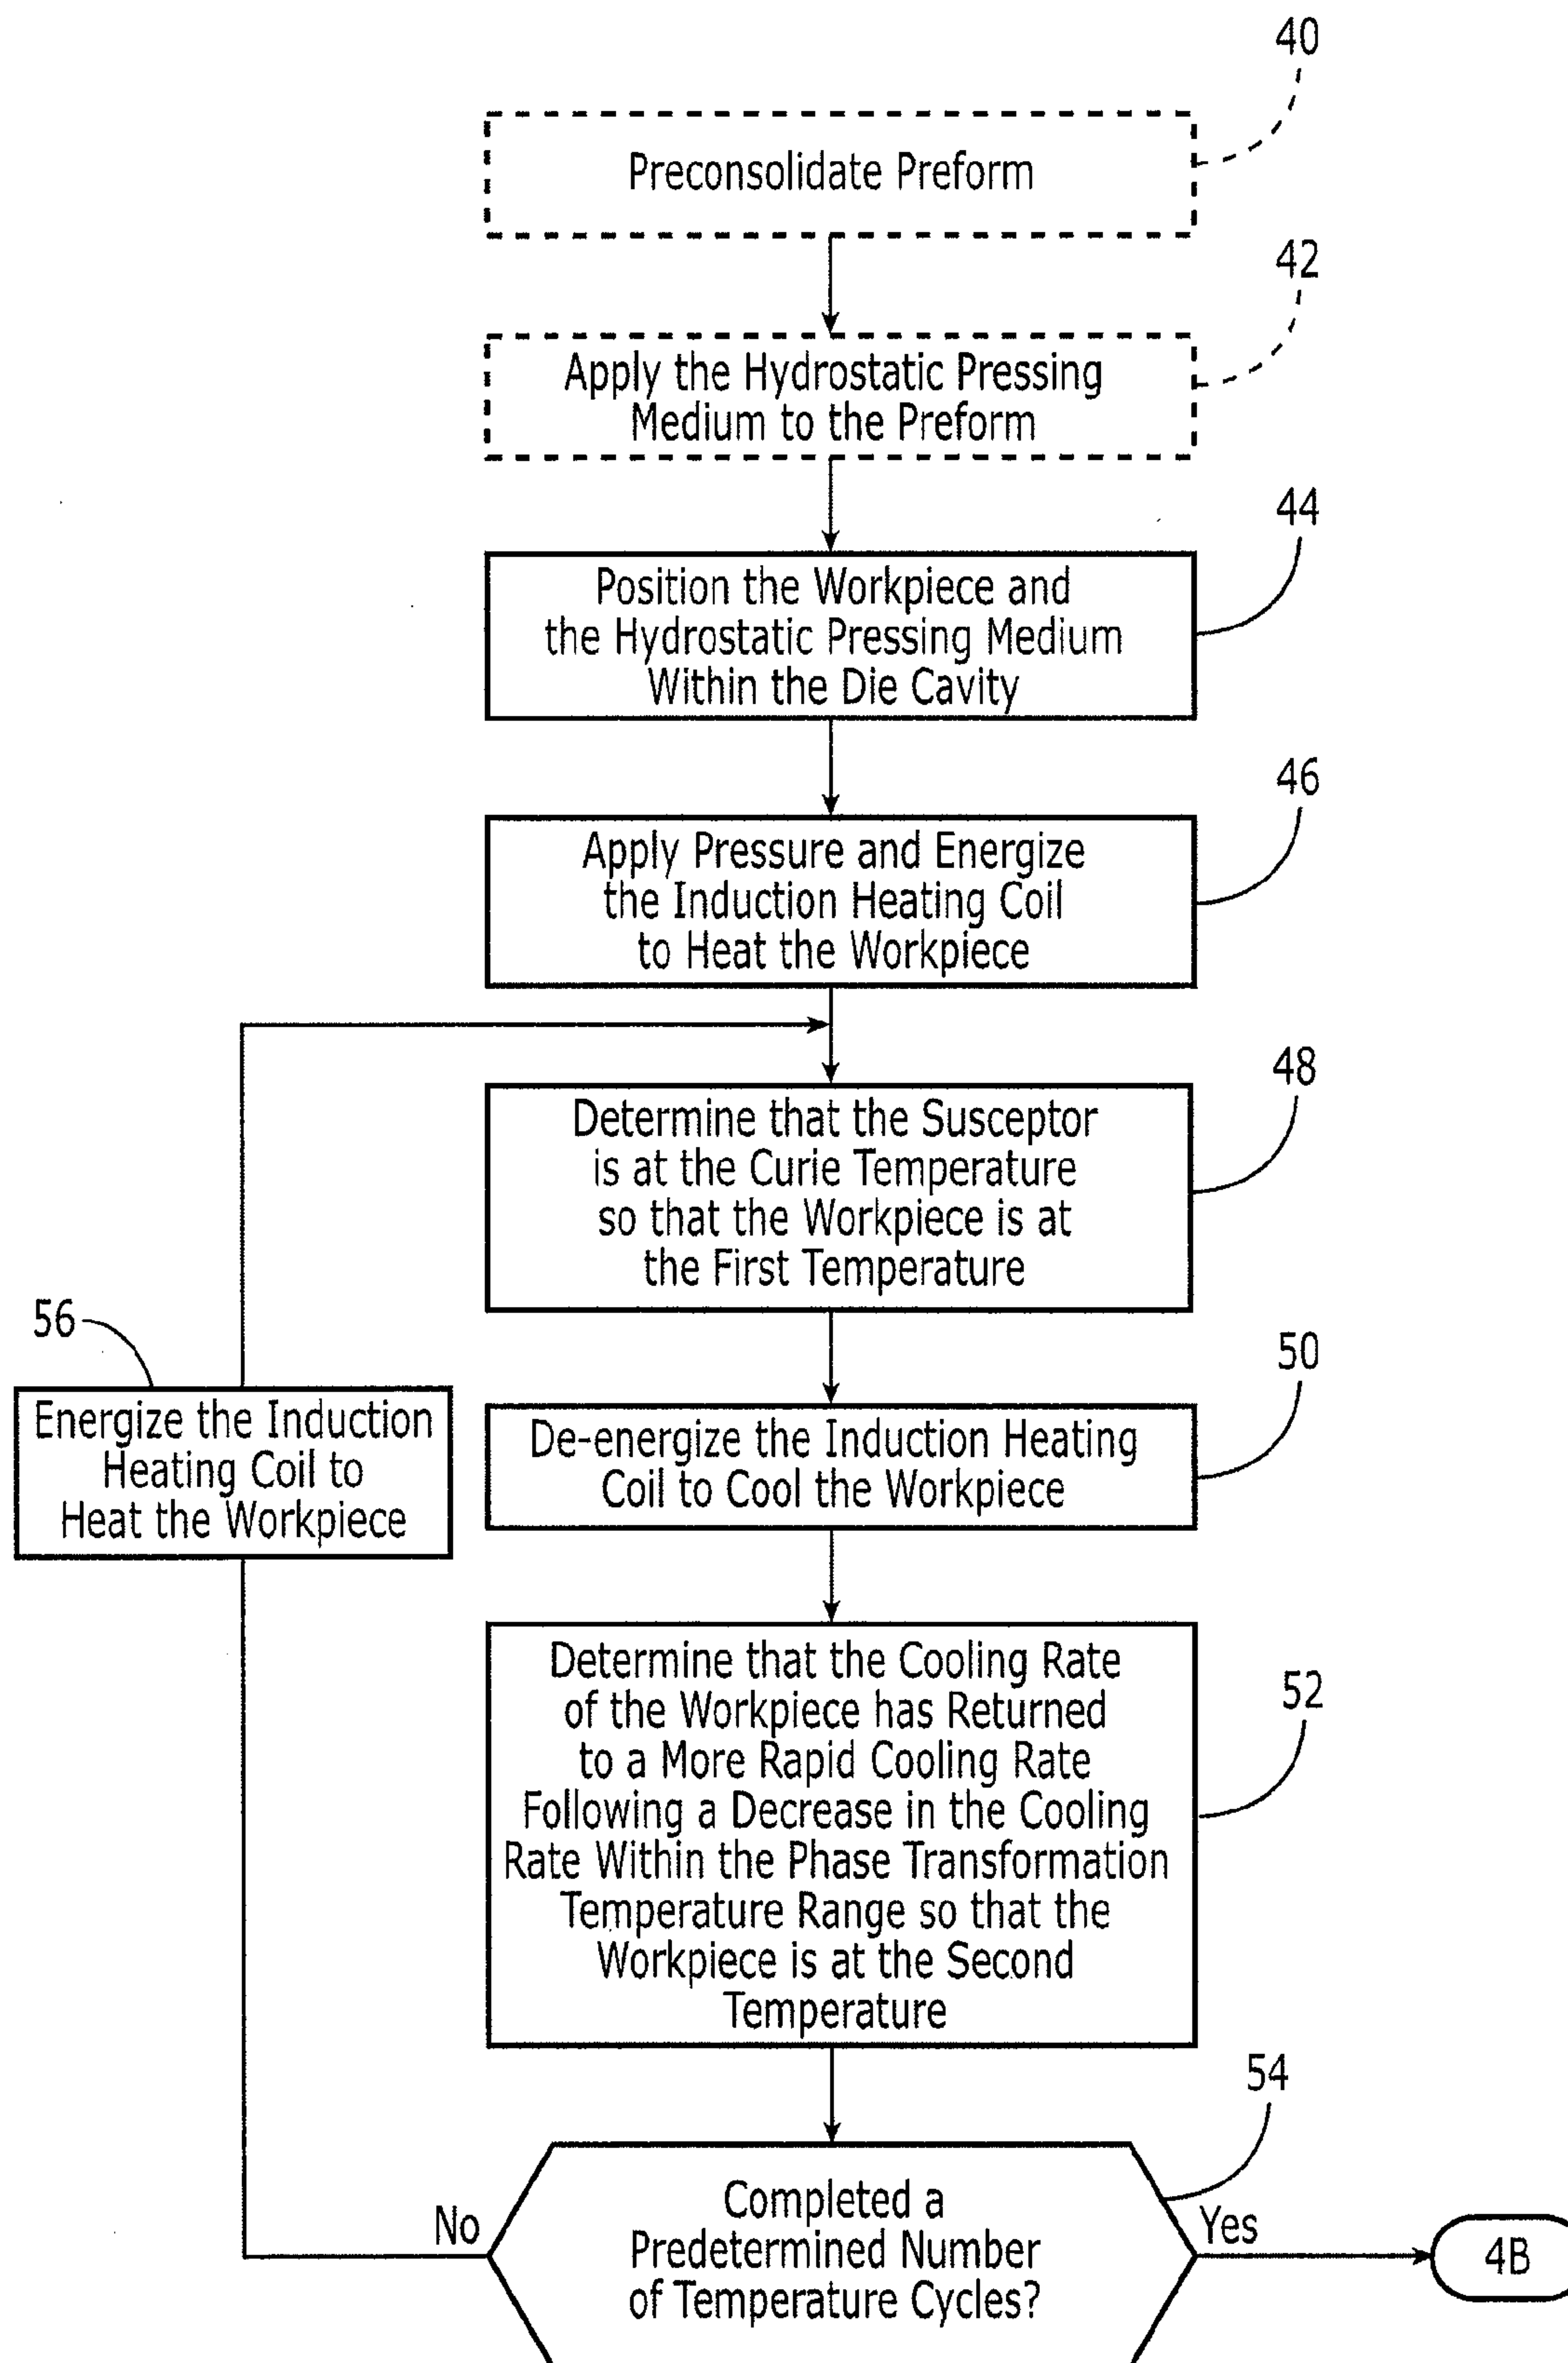 40
Preconsolidate Preform
42
Apply the Hydrostatic Pressing
Medium to the Preform
44
Position the Workpiece and
the Hydrostatic Pressing Medium
Within the Die Cavity
46
Apply Pressure and Energize
the Induction Heating Coil
to Heat the Workpiece
48
Determine that the Susceptor
is at the Curie Temperature
so that the Workpiece is at
the First Temperature
56
Energize the Induction
Heating Coil to
Heat the Workpiece
50
De-energize the Induction Heating
Coil to Cool the Workpiece
52
Determine that the Cooling Rate
of the Workpiece has Returned
to a More Rapid Cooling Rate
Following a Decrease in the Cooling
Rate Within the Phase Transformation
Temperature Range so that the
Workpiece is at the Second
Temperature
54
Completed a
Predetermined Number
of Temperature Cycles?
No
Yes
4B